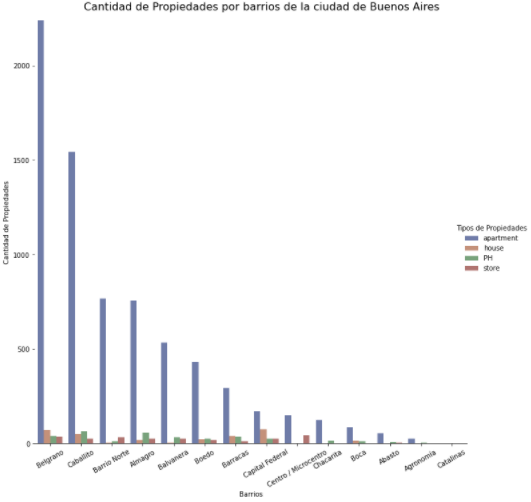 Cantidad de Propiedades por barrios de la ciudad de Buenos Aires
2000
1500
1000
500
0
Cantidad de Propiedades
Tipos de Propiedades
apartment
house
PH
store
Belgrano
Caballito
Barrio Norte
Almagro
Balvanera
Boedo
Barracas
Capital Federal
Centro / Microcentro
Chacarita
Boca
Abasto
Agronomía
Catalinas
Barrios